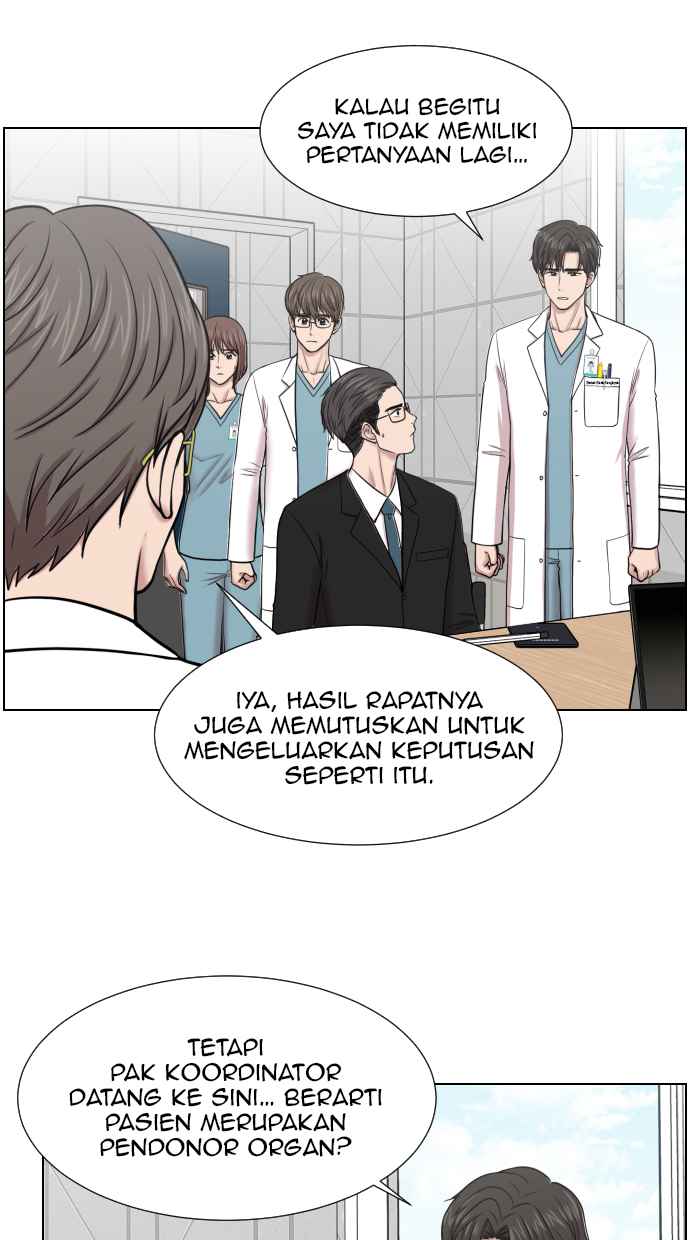 KALAU BEGITU
SAYA TIDAK MEMILIKI
PERTANYAAN LAGI...
IYA, HASIL RAPATNYA
JUGA MEMUTUSKAN UNTUK
MENGELUARKAN KEPUTUSAN
SEPERTI ITU.
TETAPI
PAK KOORDINATOR
DATANG KE SINI... BERARTI
PASIEN MERUPAKAN
PENDONOR ORGAN?